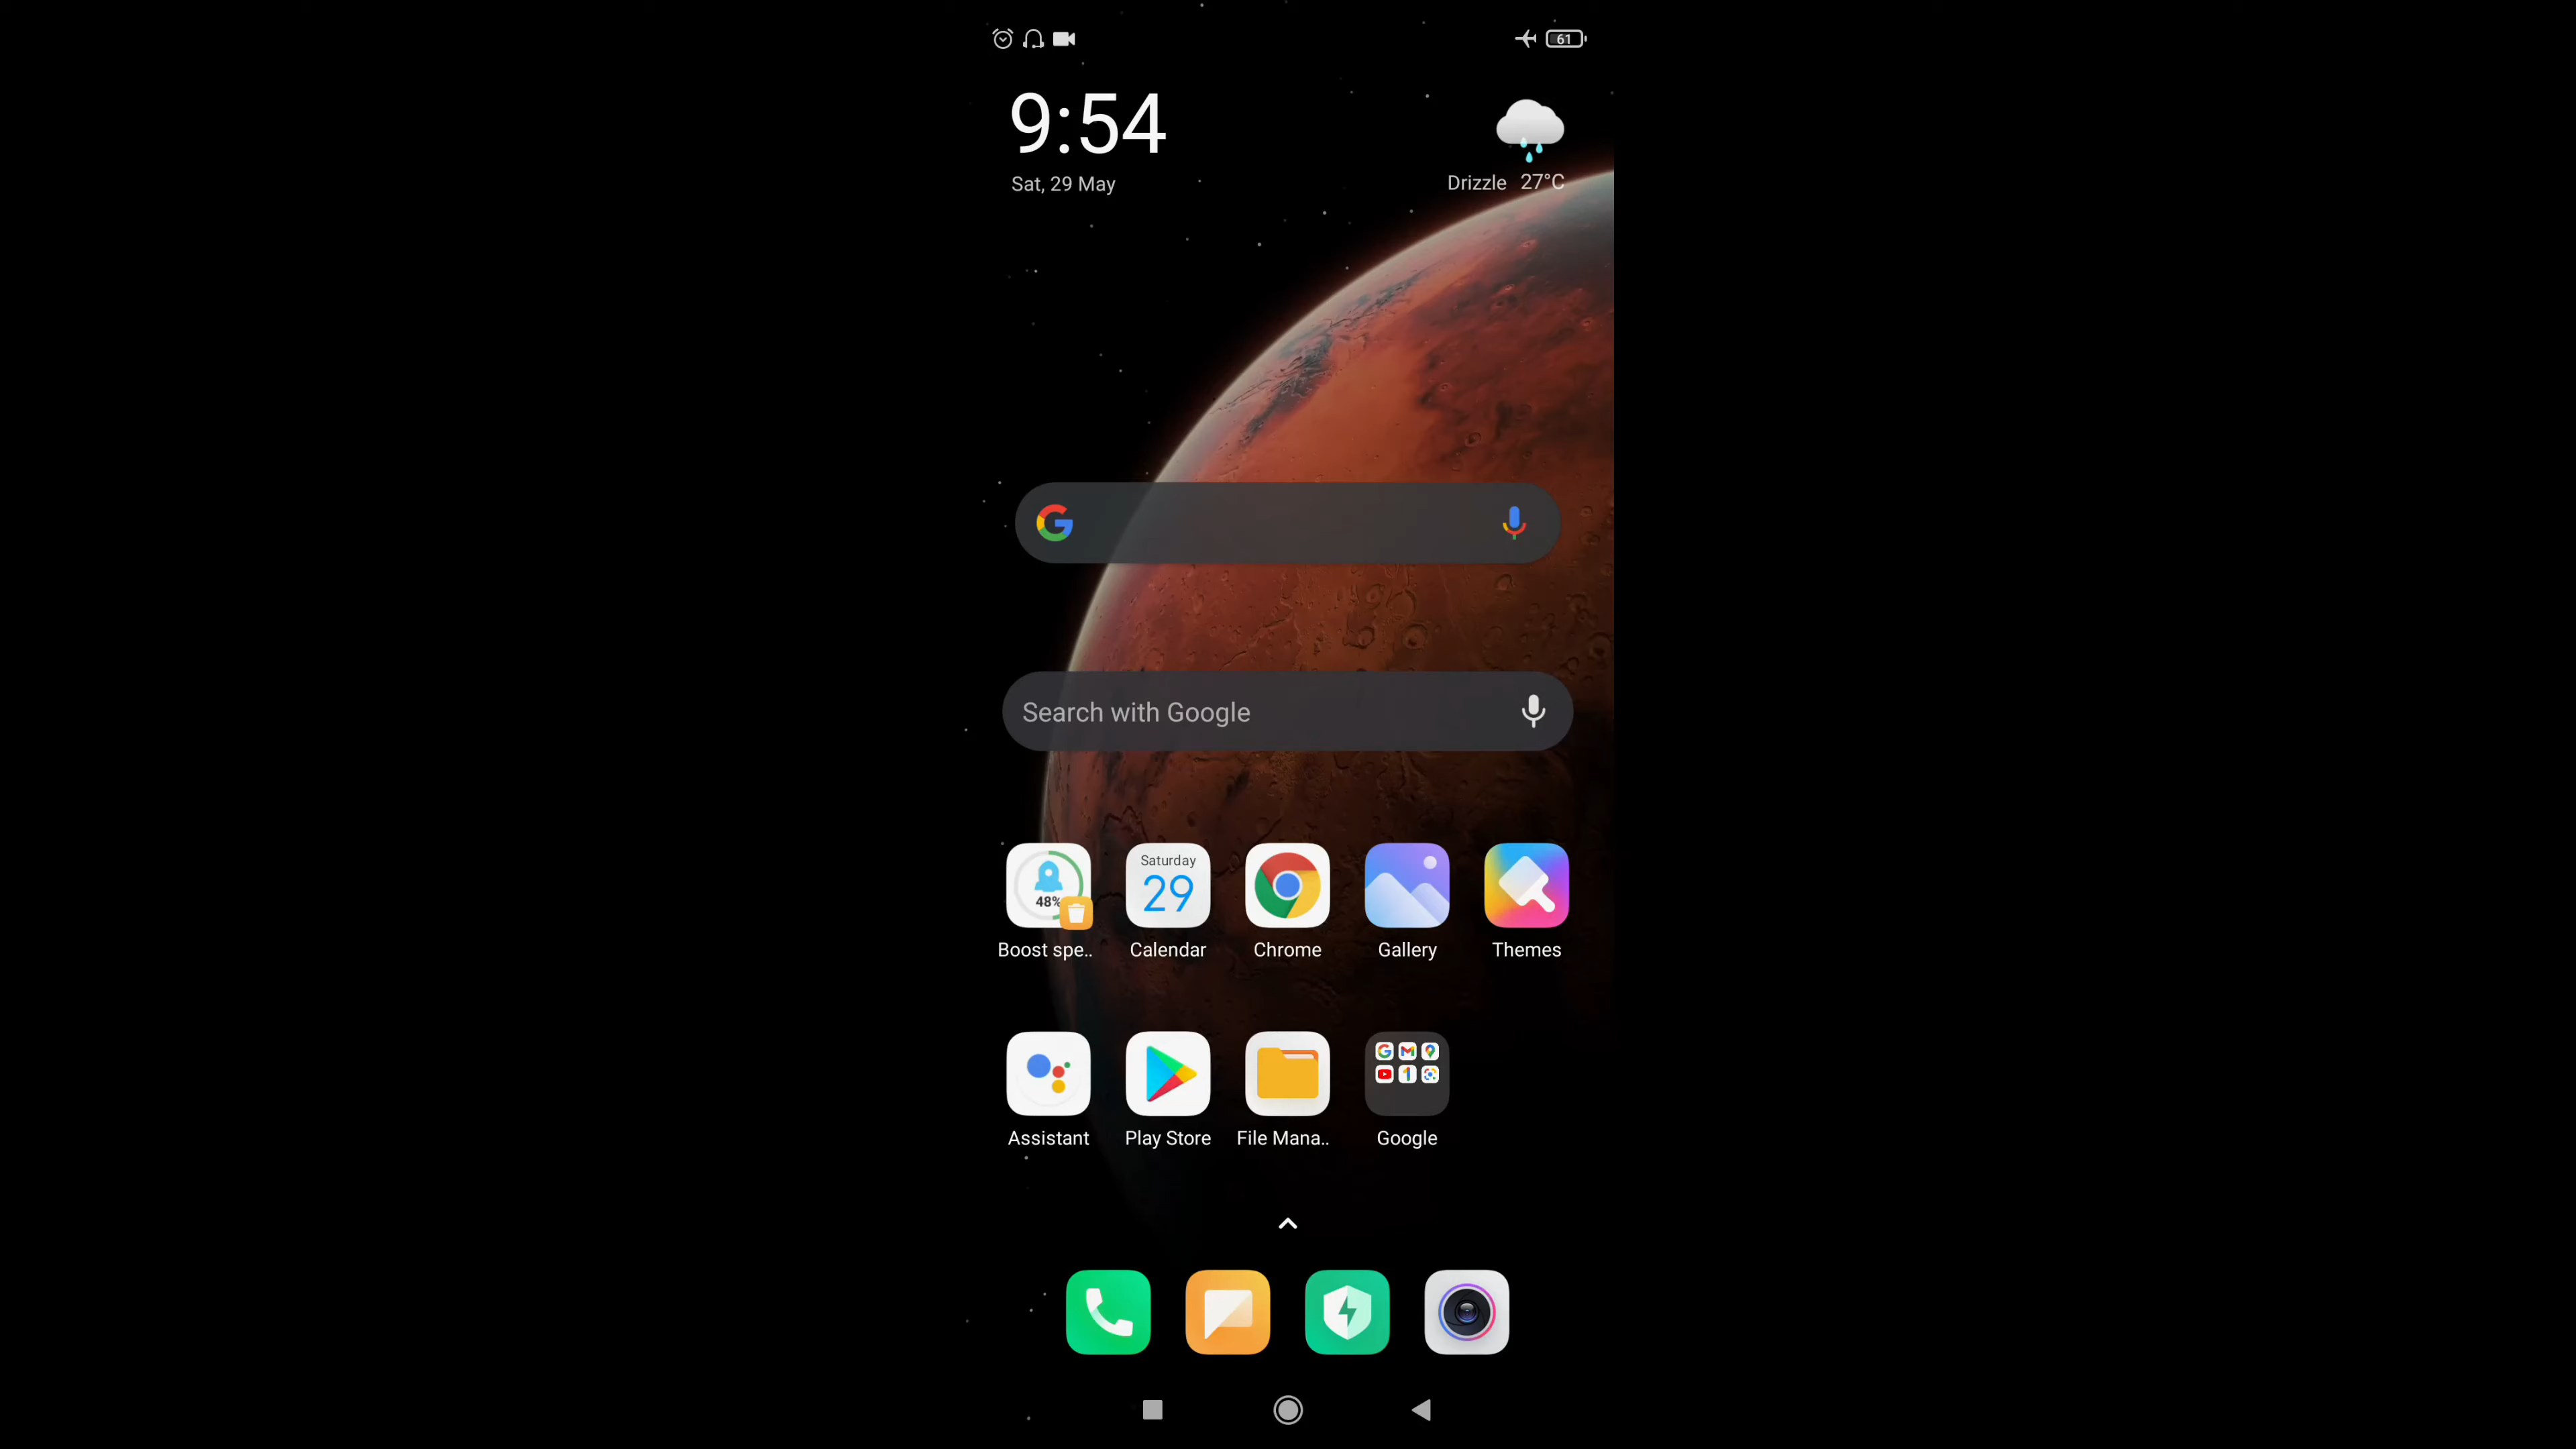 61
9:54
Sat, 29 May
Drizzle 27°C
Search with Google
48%
Saturday
29
Boost spe..
Calendar
Chrome
Gallery
Themes
Assistant
Play Store
File Mana..
Google